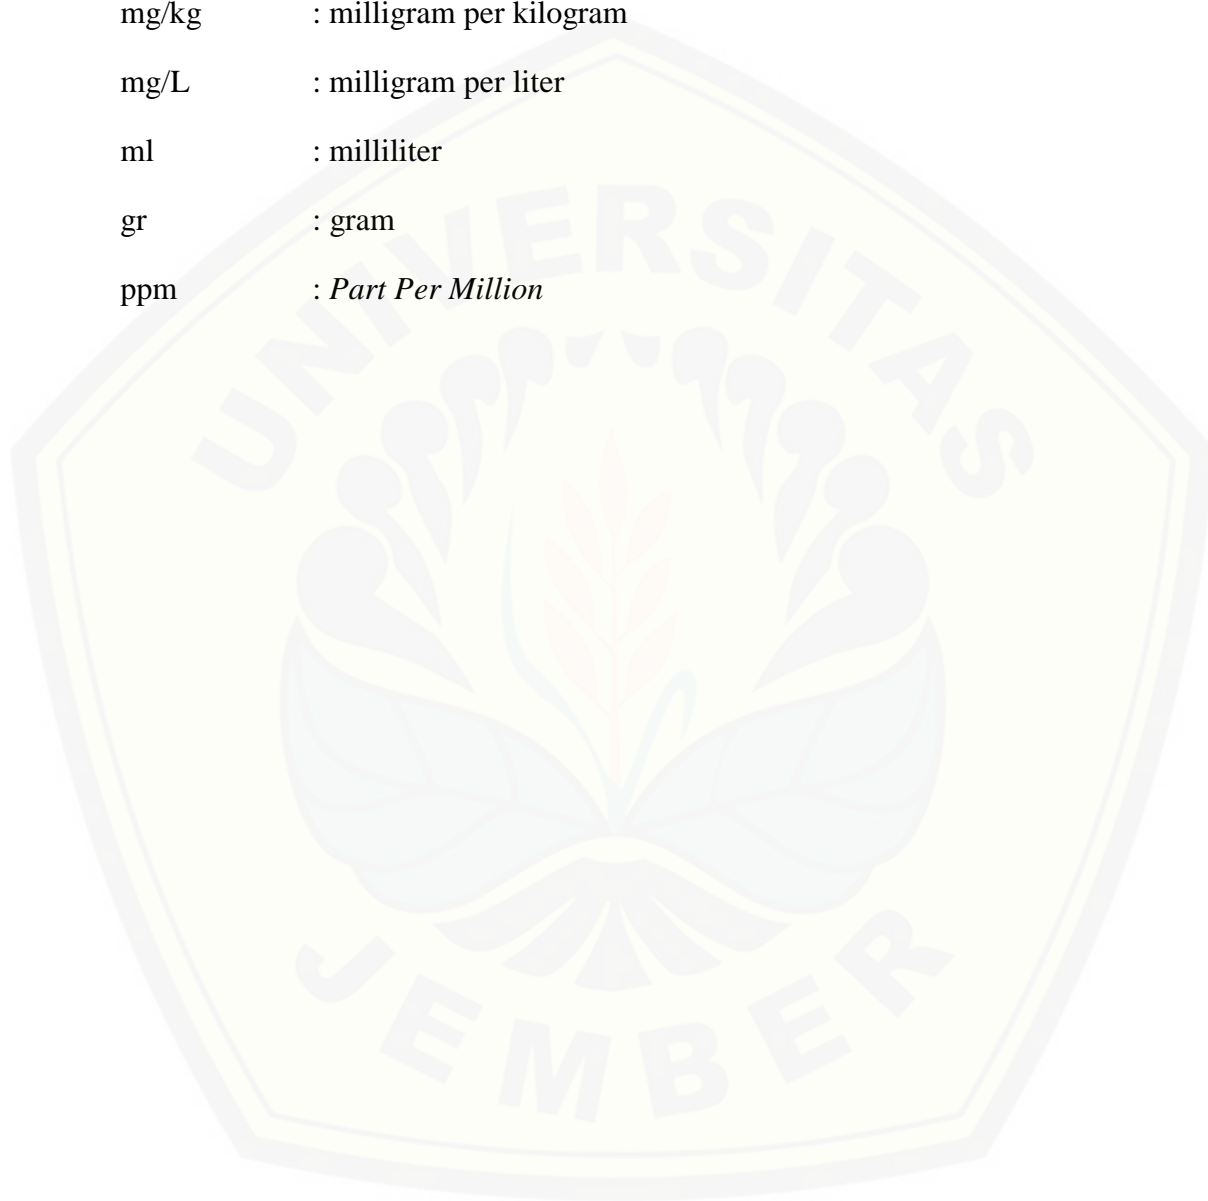 mg/kg : milligram per kilogram
mg/L : milligram per liter
ml : milliliter
gr : gram
ppm : Part Per Million
UNIVERSITAS
JEMBER